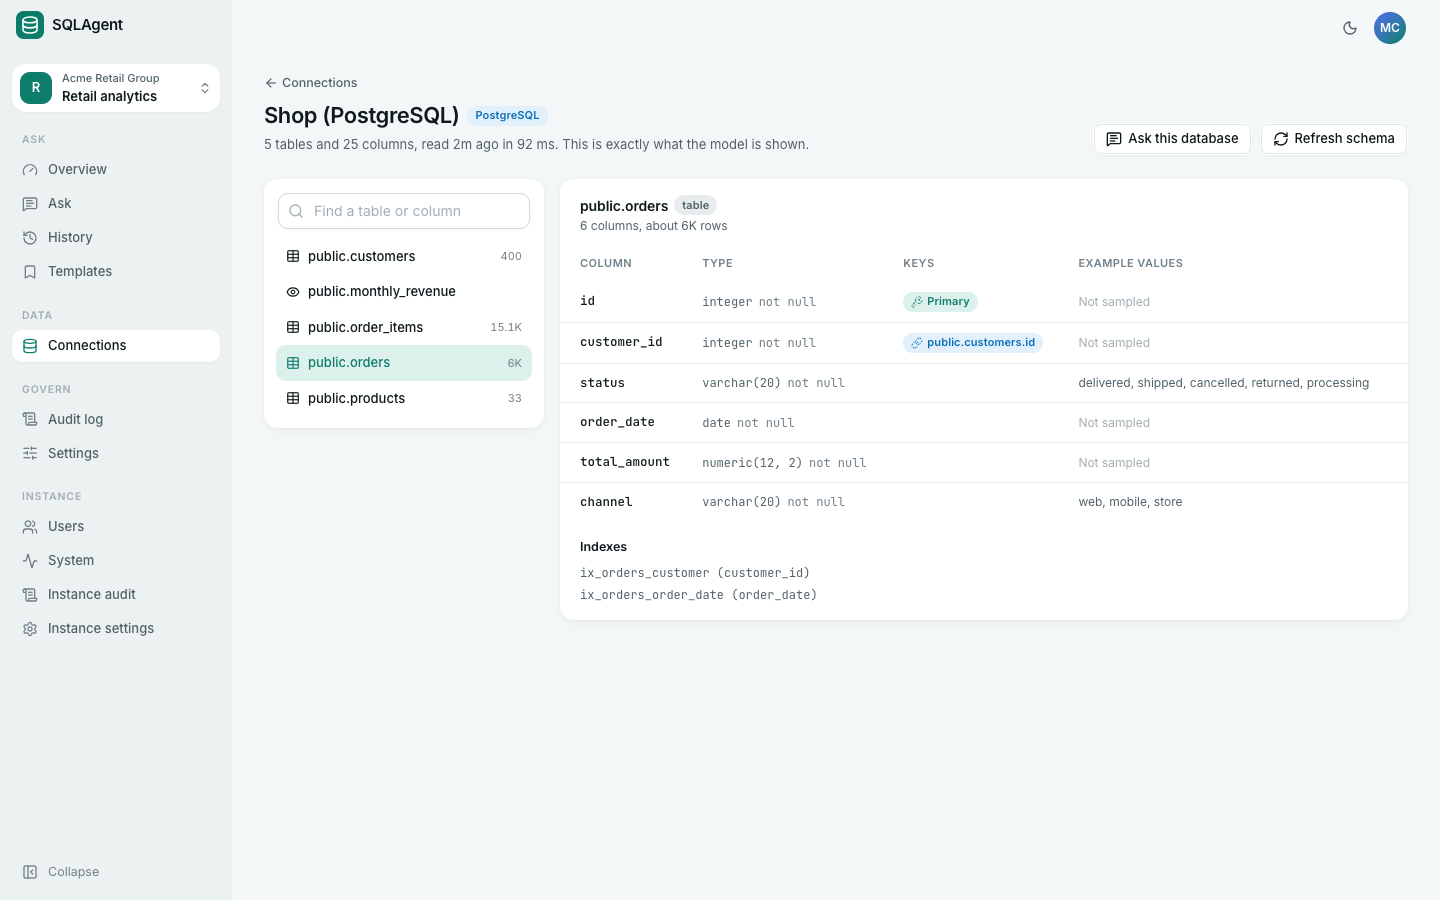 SQLAgent
MC
R
Acme Retail Group
Retail analytics
ASK
Overview
Ask
History
Templates
DATA
Connections
GOVERN
Audit log
Settings
INSTANCE
Users
System
Instance audit
Instance settings
Collapse
Connections
Shop (PostgreSQL) PostgreSQL
5 tables and 25 columns, read 2m ago in 92 ms. This is exactly what the model is shown.
Ask this database
Refresh schema
Find a table or column
public.customers 400
public.monthly_revenue
public.order_items 15.1K
public.orders 6K
public.products 33
public.orders table
6 columns, about 6K rows
COLUMN TYPE KEYS EXAMPLE VALUES
id integer not null Primary Not sampled
customer_id integer not null public.customers.id Not sampled
status varchar(20) not null delivered, shipped, cancelled, returned, processing
order_date date not null Not sampled
total_amount numeric(12, 2) not null Not sampled
channel varchar(20) not null web, mobile, store
Indexes
ix_orders_customer (customer_id)
ix_orders_order_date (order_date)